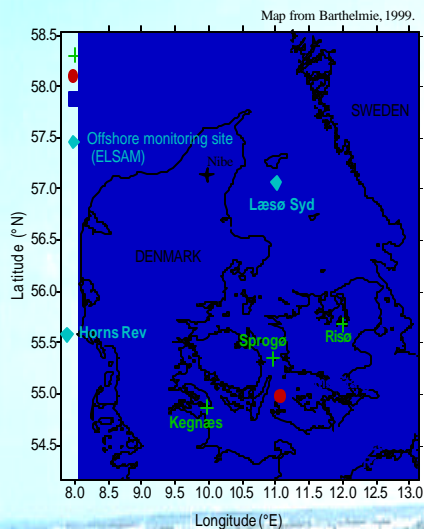 Map from Barthelmie, 1999.
58.5
58.0
57.5
57.0
56.5
56.0
55.5
55.0
54.5
Latitude (°N)
SWEDEN
Offshore monitoring site
(ELSAM)
Nibe
Læsø Syd
DENMARK
Horns Rev
Sprogø
Risø
Kegnæs
8.0 9.0 9.5 10.0 10.5 11.0 11.5 12.0 12.5 13.0
Longitude (°E)